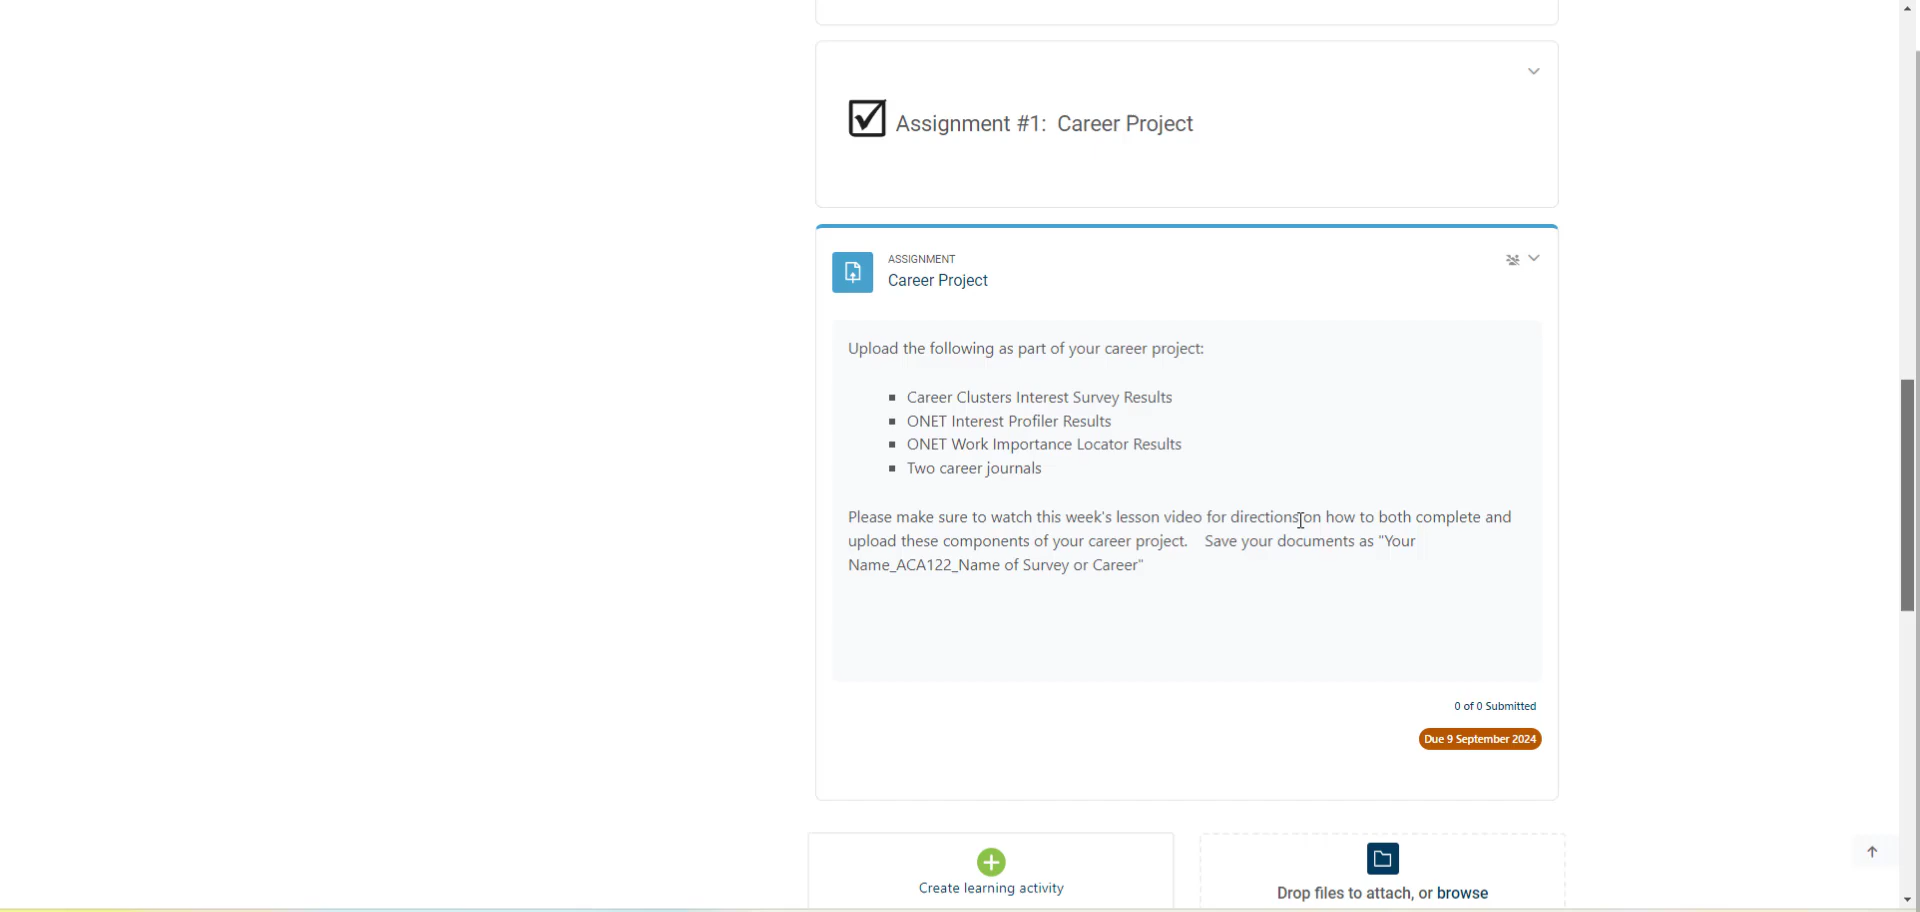 Assignment #1: Career Project
ASSIGNMENT
Career Project
Upload the following as part of your career project:
Career Clusters Interest Survey Results
ONET Interest Profiler Results
ONET Work Importance Locator Results
Two career journals
Please make sure to watch this week's lesson video for directions on how to both complete and
upload these components of your career project. Save your documents as "Your
Name_ACA122_Name of Survey or Career"
0 of 0 Submitted
Due 9 September 2024
Create learning activity
Drop files to attach, or browse